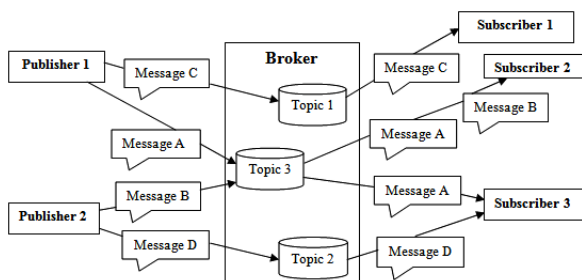 Publisher 1
Message C
Broker
Topic 1
Message C
Subscriber 1
Subscriber 2
Message B
Message A
Message A
Topic 3
Message B
Message A
Publisher 2
Message D
Topic 2
Message D
Subscriber 3